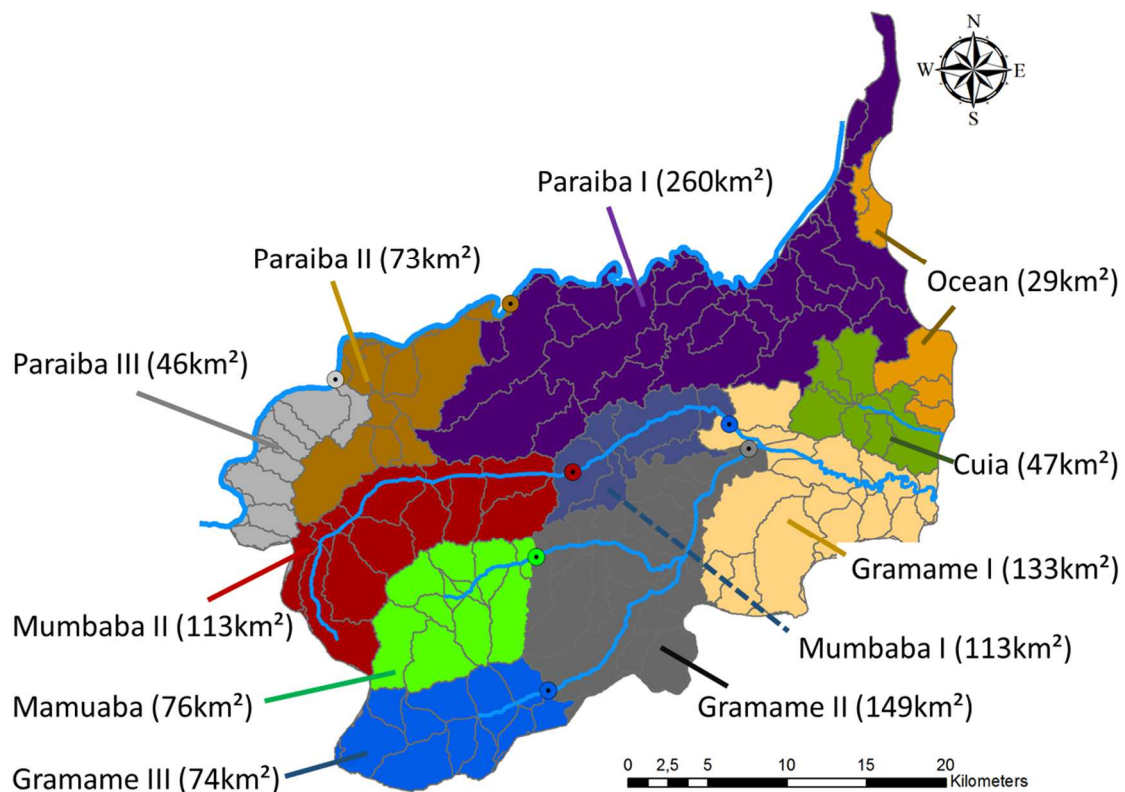 N
W E
S
Paraiba I (260km²)
Paraiba II (73km²)
Ocean (29km²)
Paraiba III (46km²)
Cuia (47km²)
Gramame I (133km²)
Mumbaba II (113km²)
Mumbaba I (113km²)
Mamuaba (76km²)
Gramame II (149km²)
Gramame III (74km²)
0 2,5 5 10 15 20
Kilometers